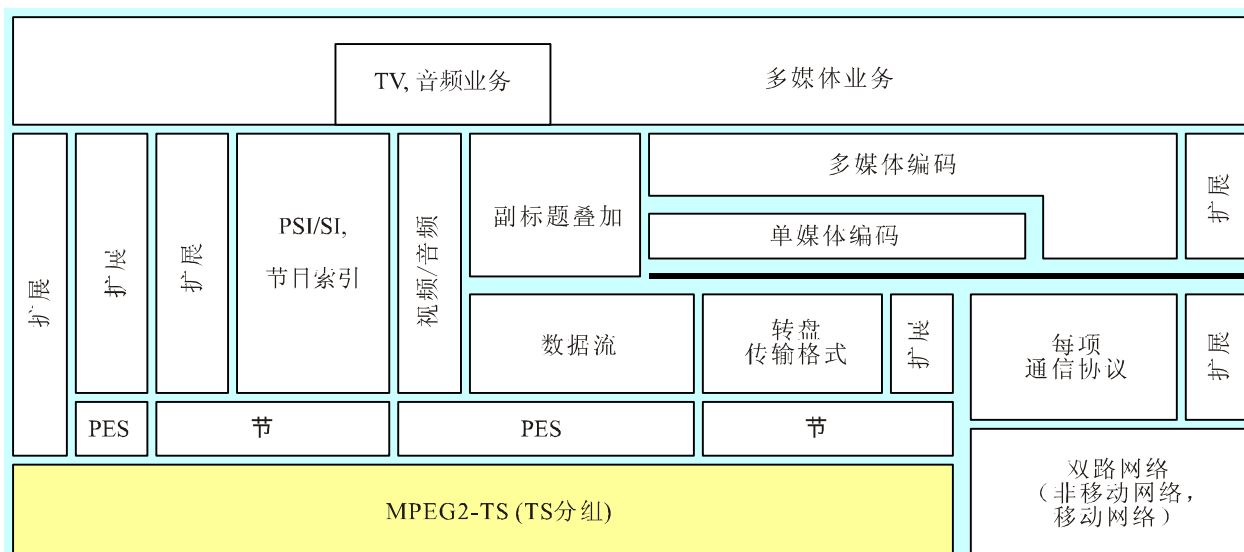 TV, 音频业务
多媒体业务
扩展
扩展
扩展
PSI/SI,
节目索引
视频/音频
副标题叠加
多媒体编码
单媒体编码
扩展
数据流
转盘
传输格式
扩展
每项
通信协议
扩展
PES
节
PES
节
MPEG2-TS (TS分组)
双路网络
(非移动网络,
移动网络)